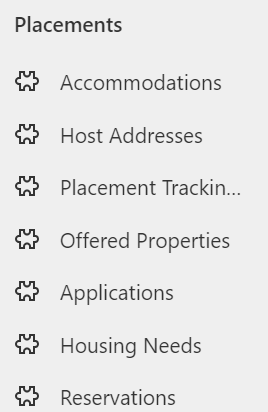 Placements
Accommodations
Host Addresses
Placement Trackin...
Offered Properties
Applications
Housing Needs
Reservations